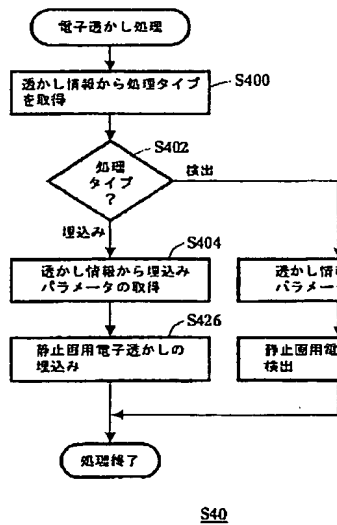 電子透かし処理
S400
透かし情報から処理タイプ
を取得
S402
処理
タイプ
?
検出
埋込み
S404
透かし情報から埋込み
パラメータの取得
透かし情
パラメー
S426
静止画用電子透かしの
埋込み
静止画用電
検出
処理終了
S40